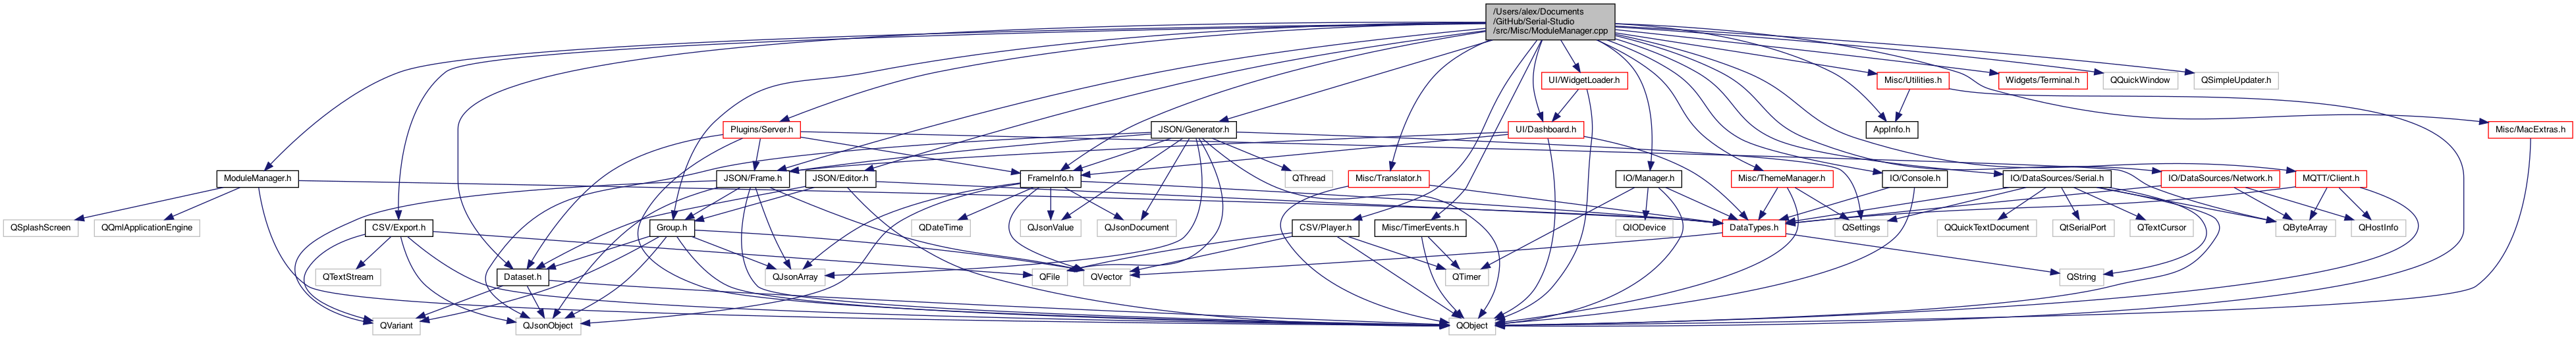 /Users/alex/Documents
/GitHub/Serial-Studio
/src/Misc/ModuleManager.cpp
UI/WidgetLoader.h
Misc/Utilities.h
Widgets/Terminal.h
QQuickWindow
QSimpleUpdater.h
Plugins/Server.h
JSON/Generator.h
UI/Dashboard.h
AppInfo.h
Misc/MacExtras.h
ModuleManager.h
JSON/Frame.h
JSON/Editor.h
FrameInfo.h
QThread
Misc/Translator.h
IO/Manager.h
Misc/ThemeManager.h
IO/Console.h
IO/DataSources/Serial.h
IO/DataSources/Network.h
MQTT/Client.h
QSplashScreen
QQmlApplicationEngine
CSV/Export.h
Group.h
QDateTime
QJsonValue
QJsonDocument
CSV/Player.h
Misc/TimerEvents.h
QIODevice
DataTypes.h
QSettings
QQuickTextDocument
QtSerialPort
QTextCursor
QByteArray
QHostInfo
QTextStream
Dataset.h
QJsonArray
QFile
QVector
QTimer
QString
QVariant
QJsonObject
QObject